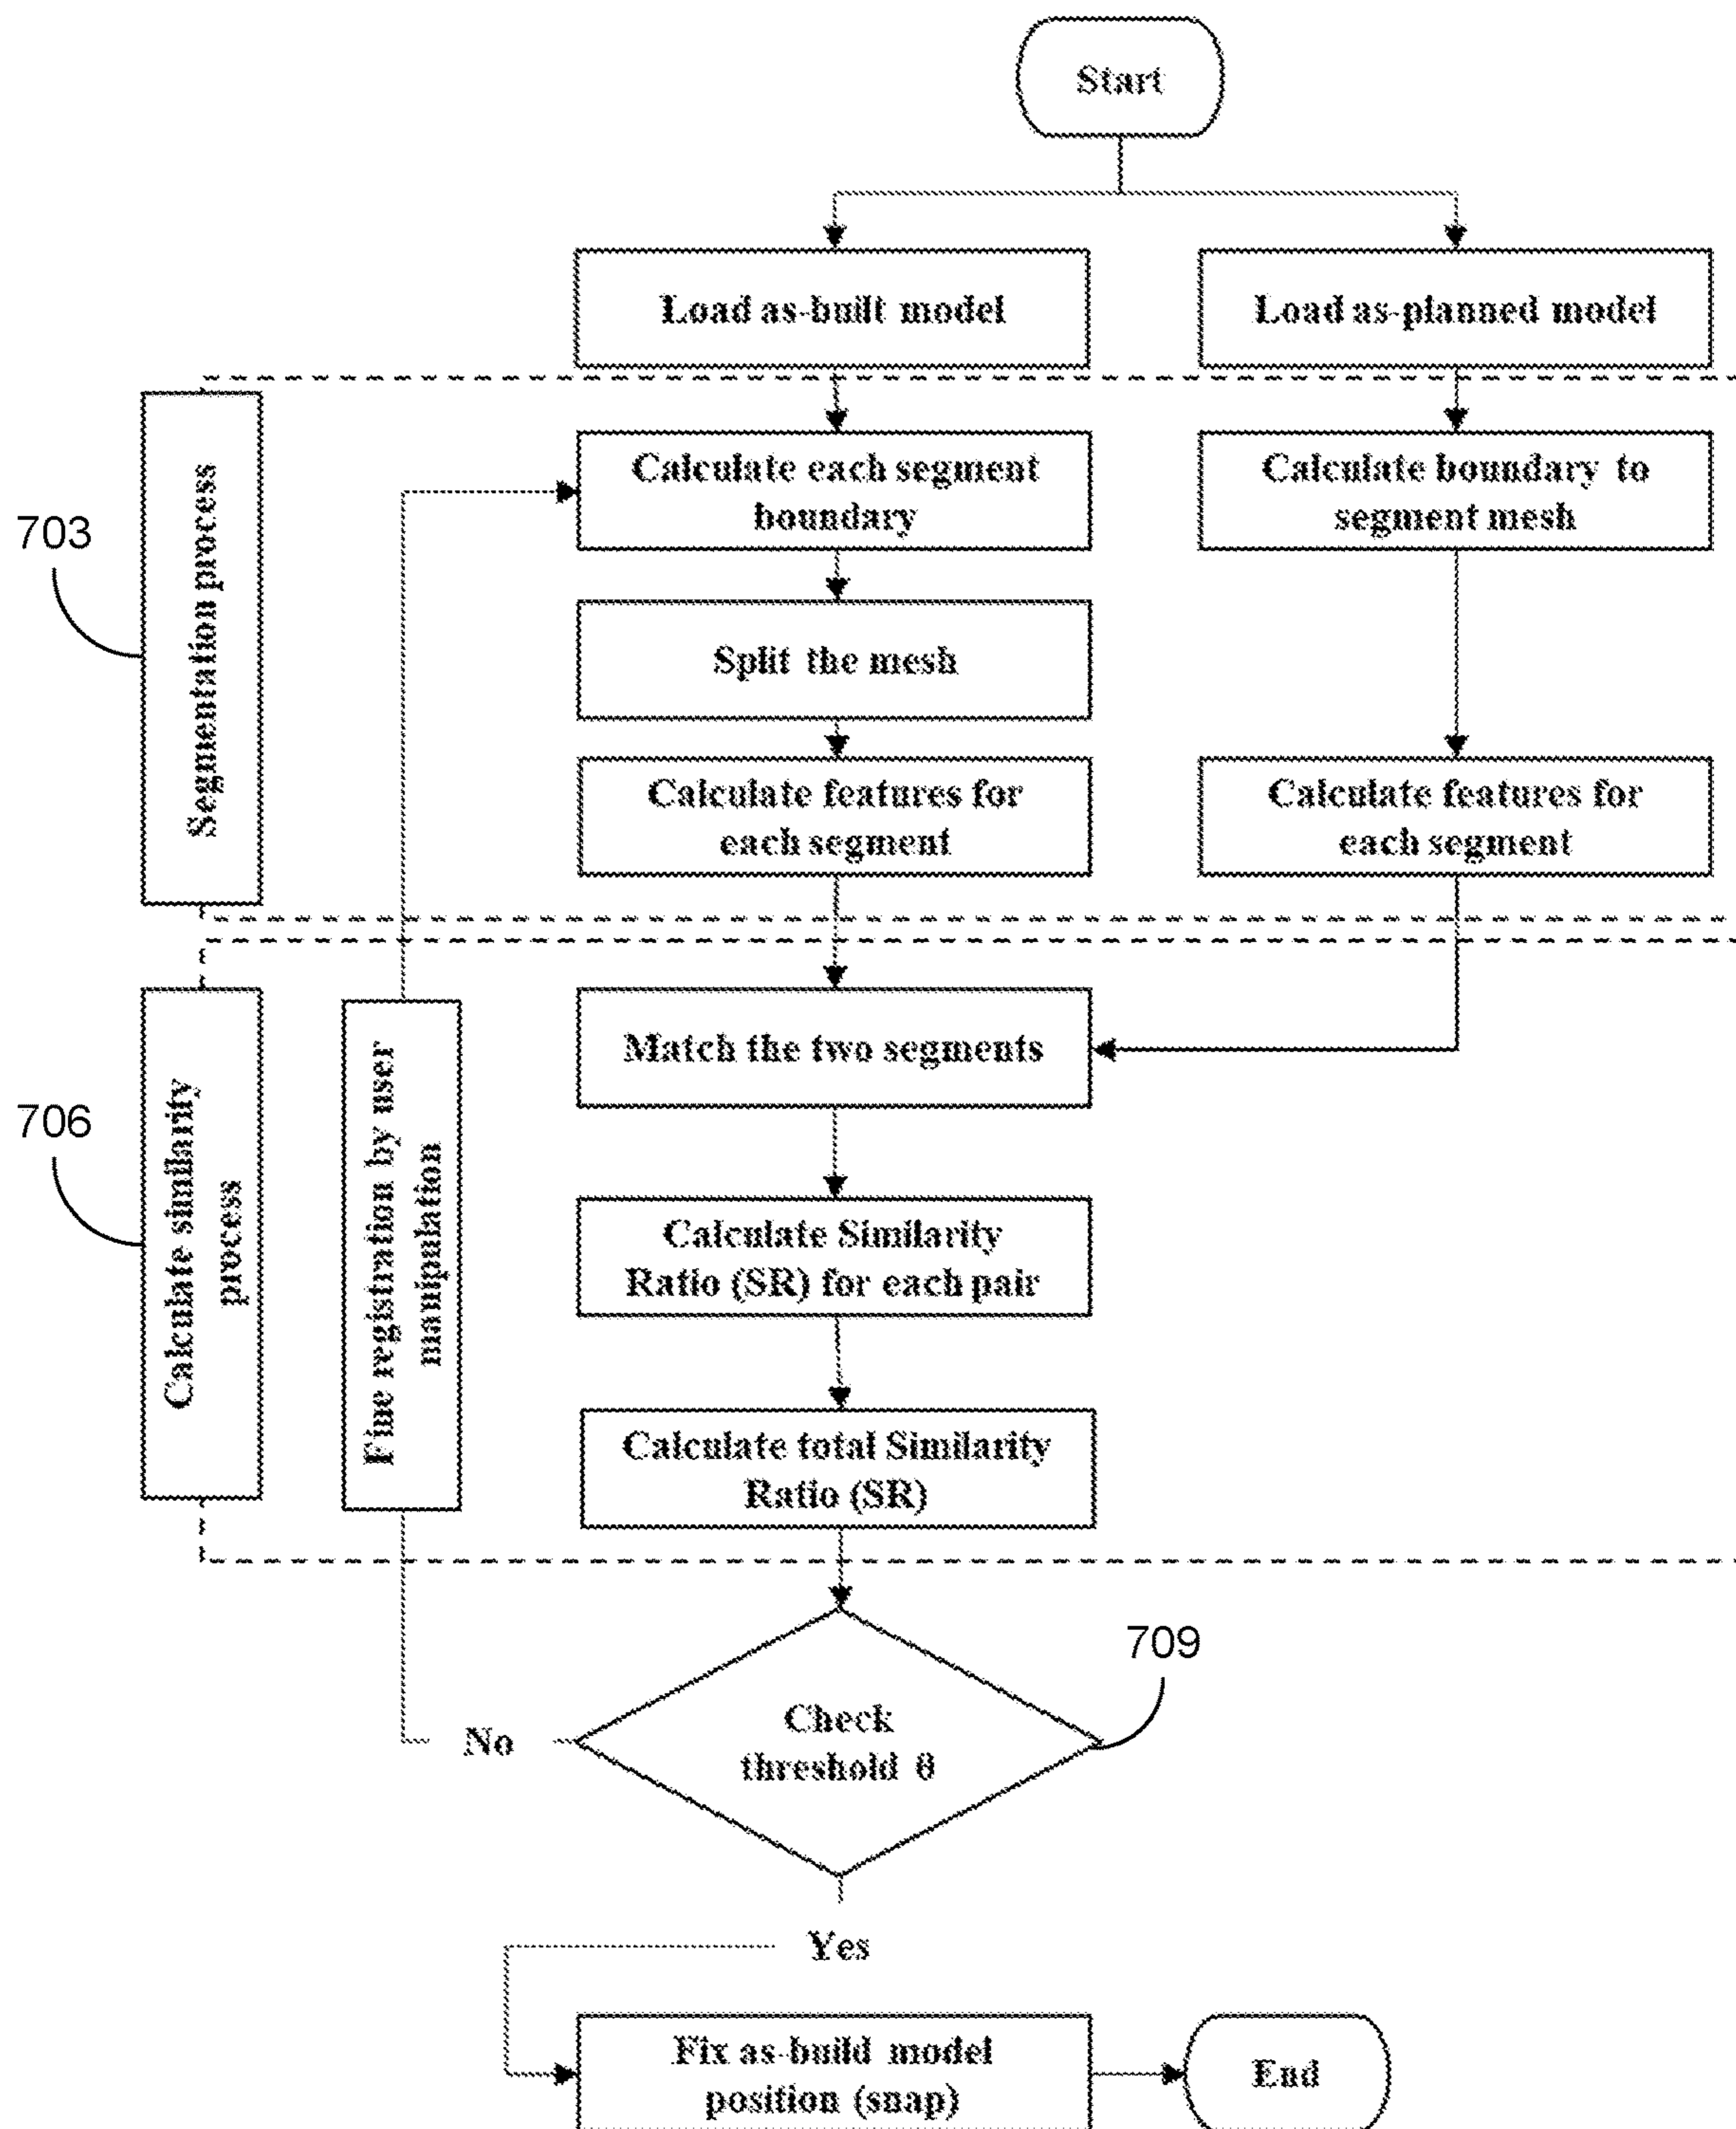 Start
Load as-built model
Load as-planned model
Segmentation process
703
Calculate each segment
boundary
Calculate boundary to
segment mesh
Split the mesh
Calculate features for
each segment
Calculate features for
each segment
Calculate similarity
process
706
Fine registration by user
manipulation
Match the two segments
Calculate Similarity
Ratio (SR) for each pair
Calculate total Similarity
Ratio (SR)
709
Check
threshold θ
No
Yes
Fix as-build model
position (snap)
End